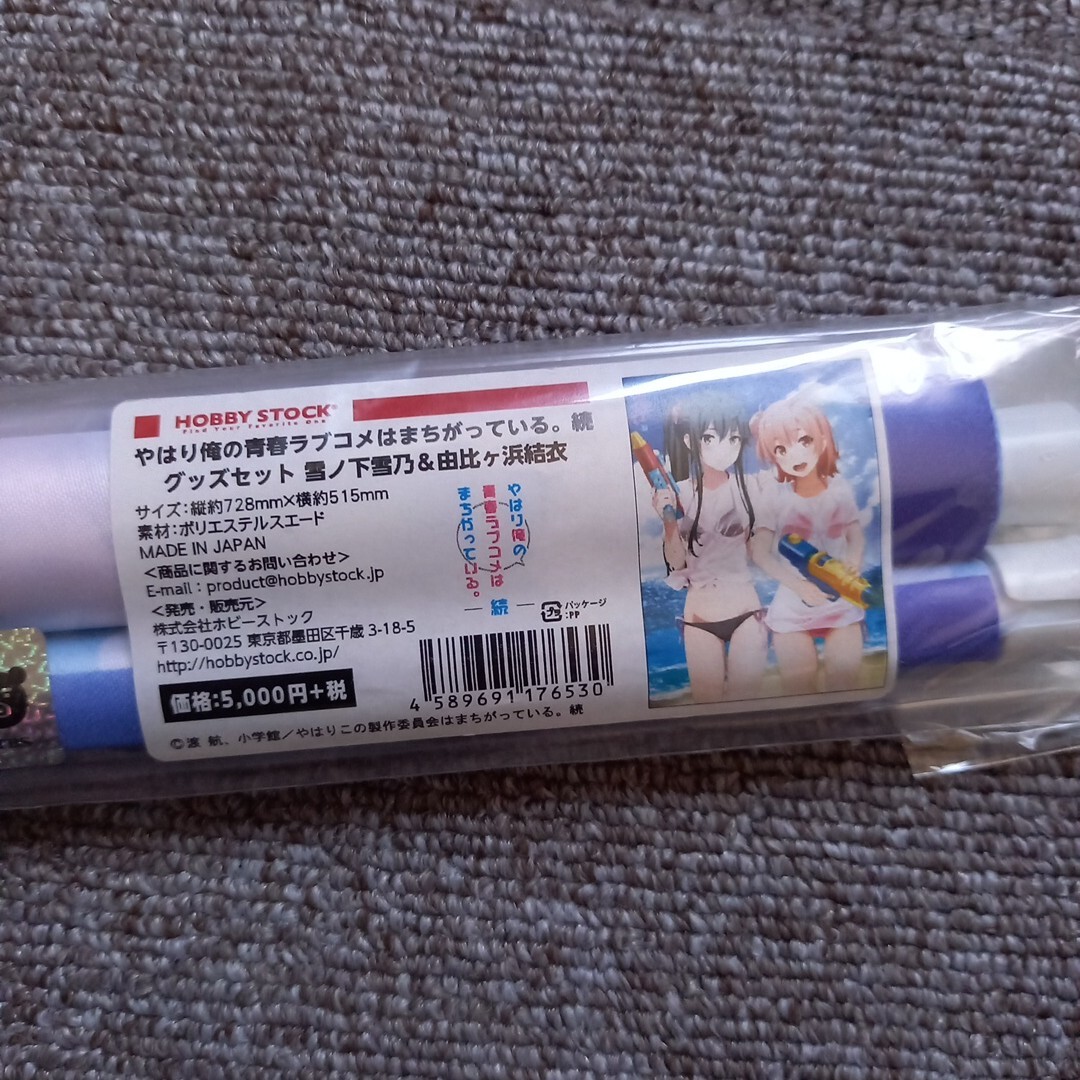 HOBBY STOCK®
Find Your Favorite One
やはり俺の青春ラブコメはまちがっている。続
グッズセット 雪ノ下雪乃&由比ヶ浜結衣
サイズ:縦約728mm×横約515mm
素材:ポリエステルスエード
MADE IN JAPAN
<商品に関するお問い合わせ>
E-mail:product@hobbystock.jp
<発売・販売元>
株式会社ホビーストック
〒130-0025 東京都墨田区千歳 3-18-5
http://hobbystock.co.jp/
価格:5,000円+税
やはり俺の
青春ラブコメは
まちがっている。
続
プラ
パッケージ
:PP
4 589691 176530
©渡 航、小学館/やはりこの製作委員会はまちがっている。続